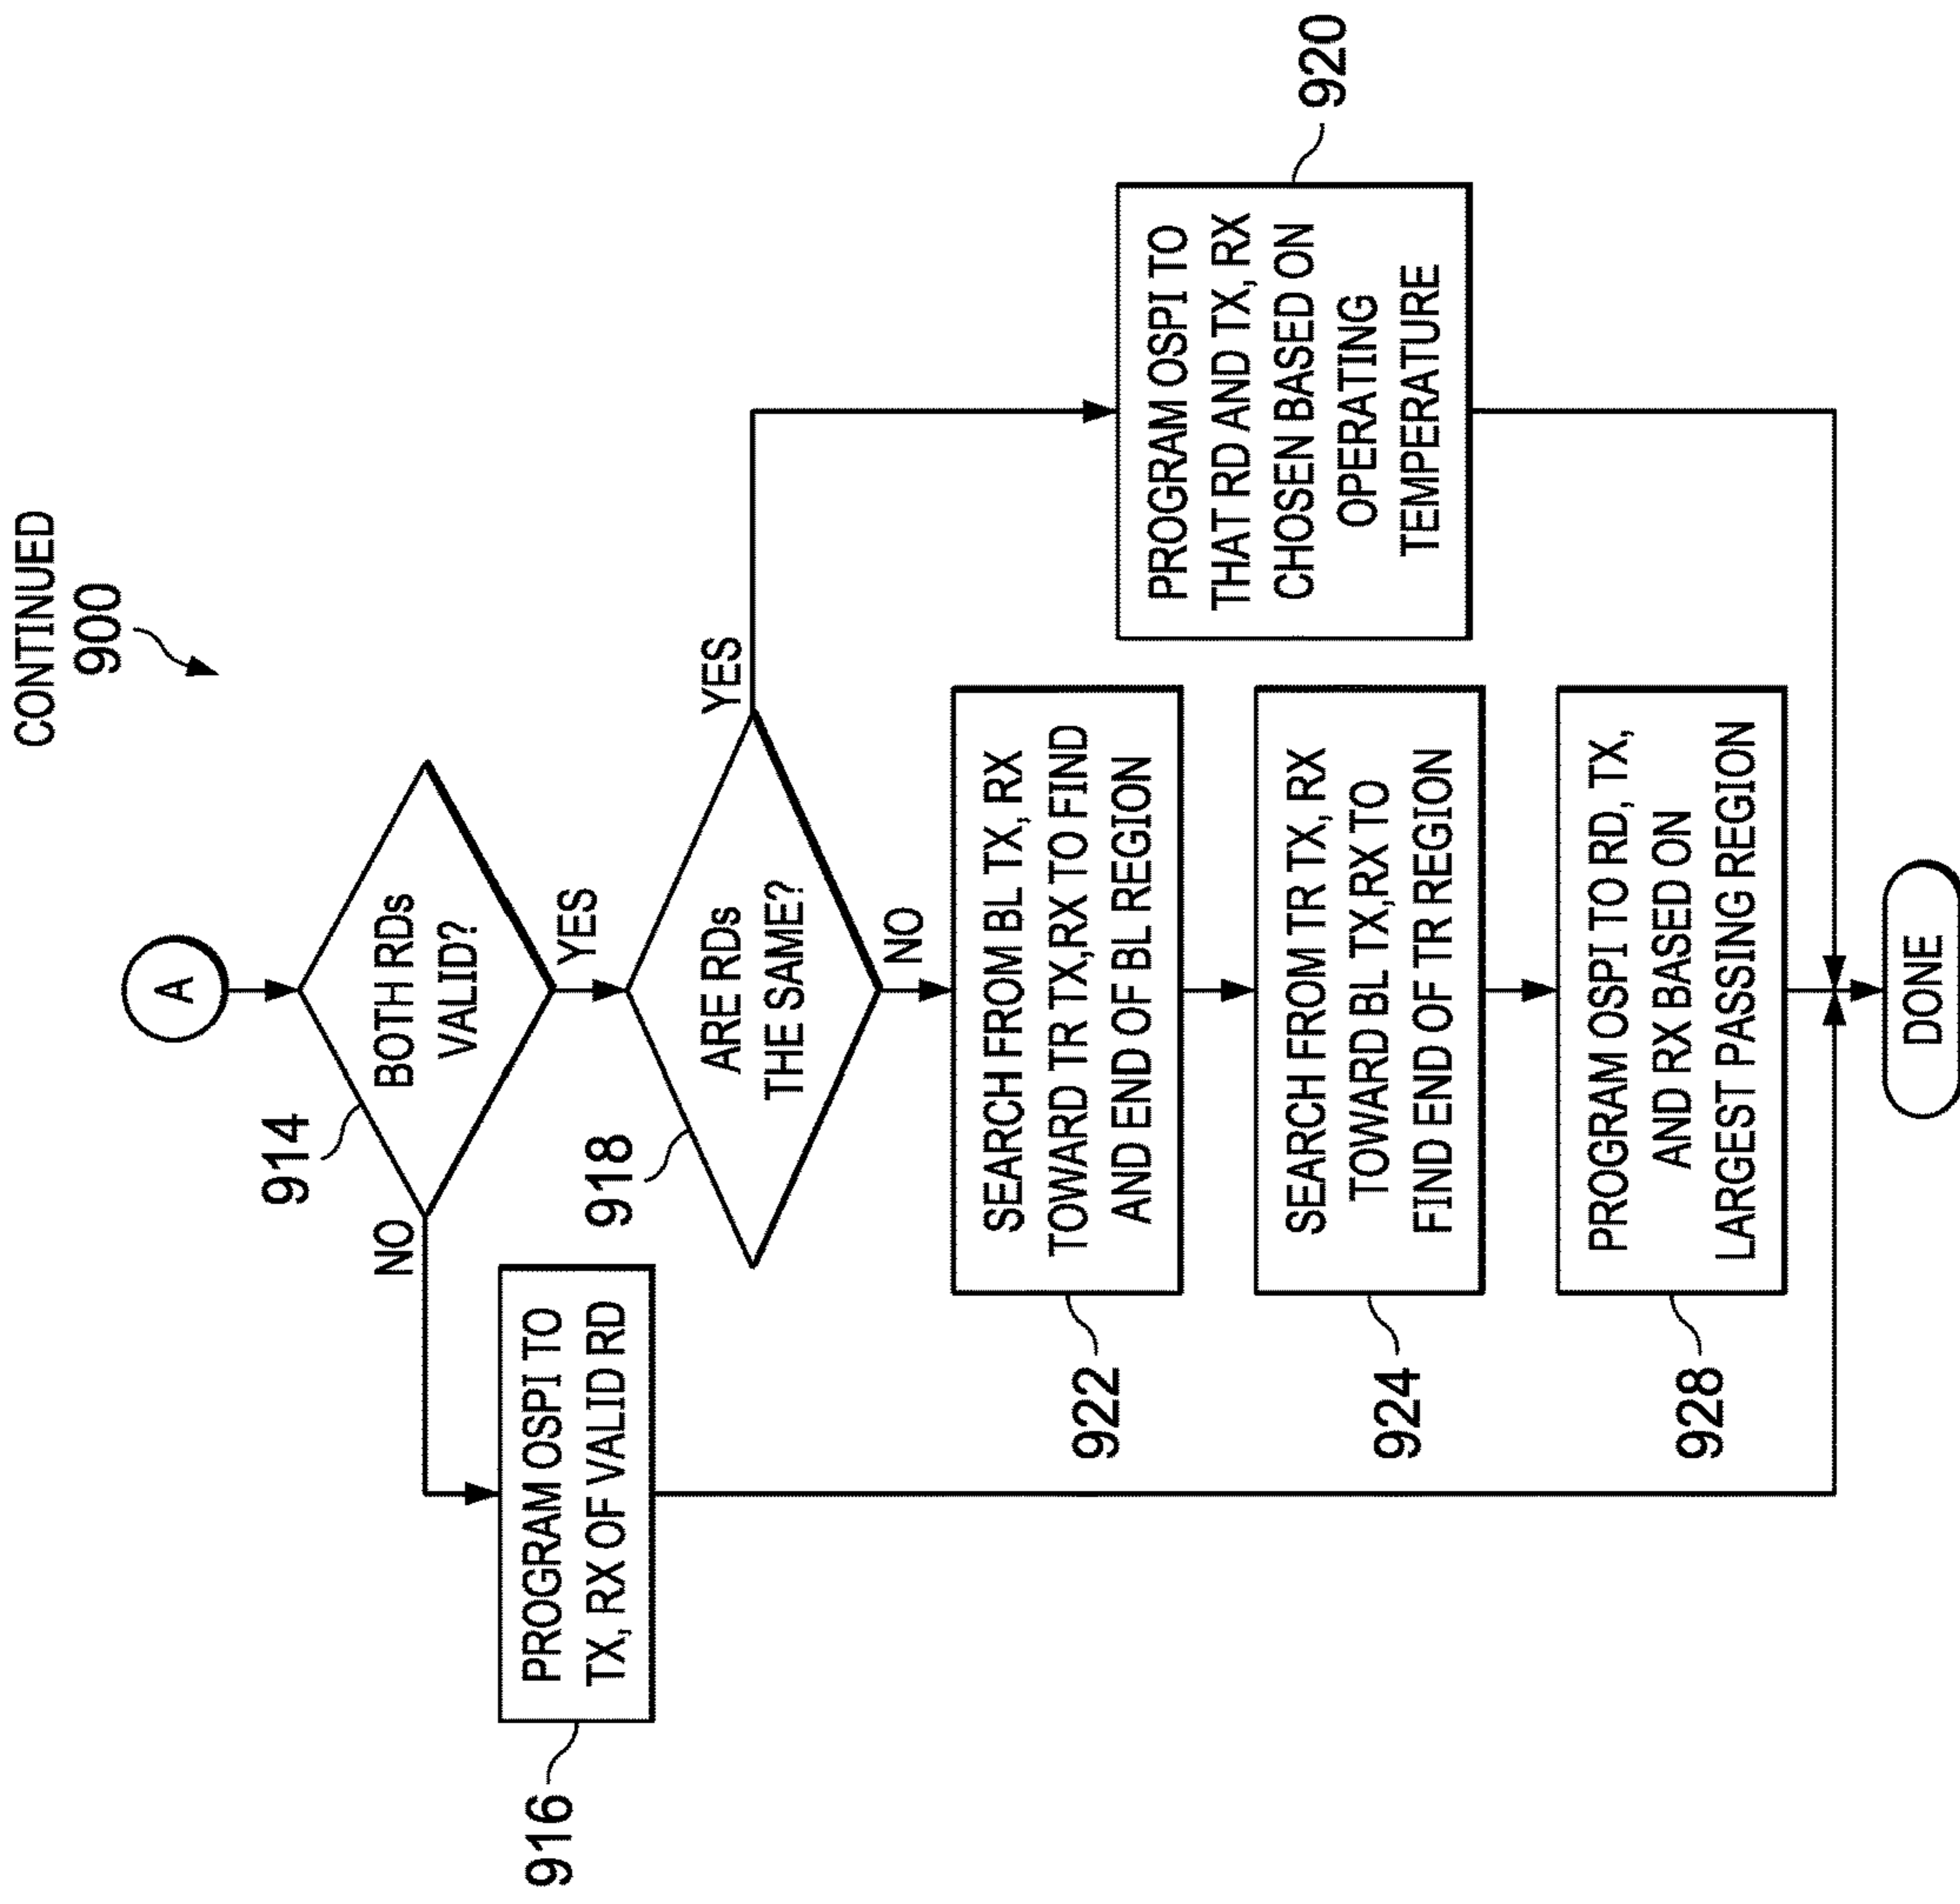 CONTINUED
900
A
914
BOTH RDs
VALID?
NO
YES
916
PROGRAM OSPI TO
TX, RX OF VALID RD
918
ARE RDs
THE SAME?
YES
NO
920
PROGRAM OSPI TO
THAT RD AND TX, RX
CHOSEN BASED ON
OPERATING
TEMPERATURE
922
SEARCH FROM BL TX, RX
TOWARD TR TX,RX TO FIND
AND END OF BL REGION
924
SEARCH FROM TR TX, RX
TOWARD BL TX,RX TO
FIND END OF TR REGION
928
PROGRAM OSPI TO RD, TX,
AND RX BASED ON
LARGEST PASSING REGION
DONE